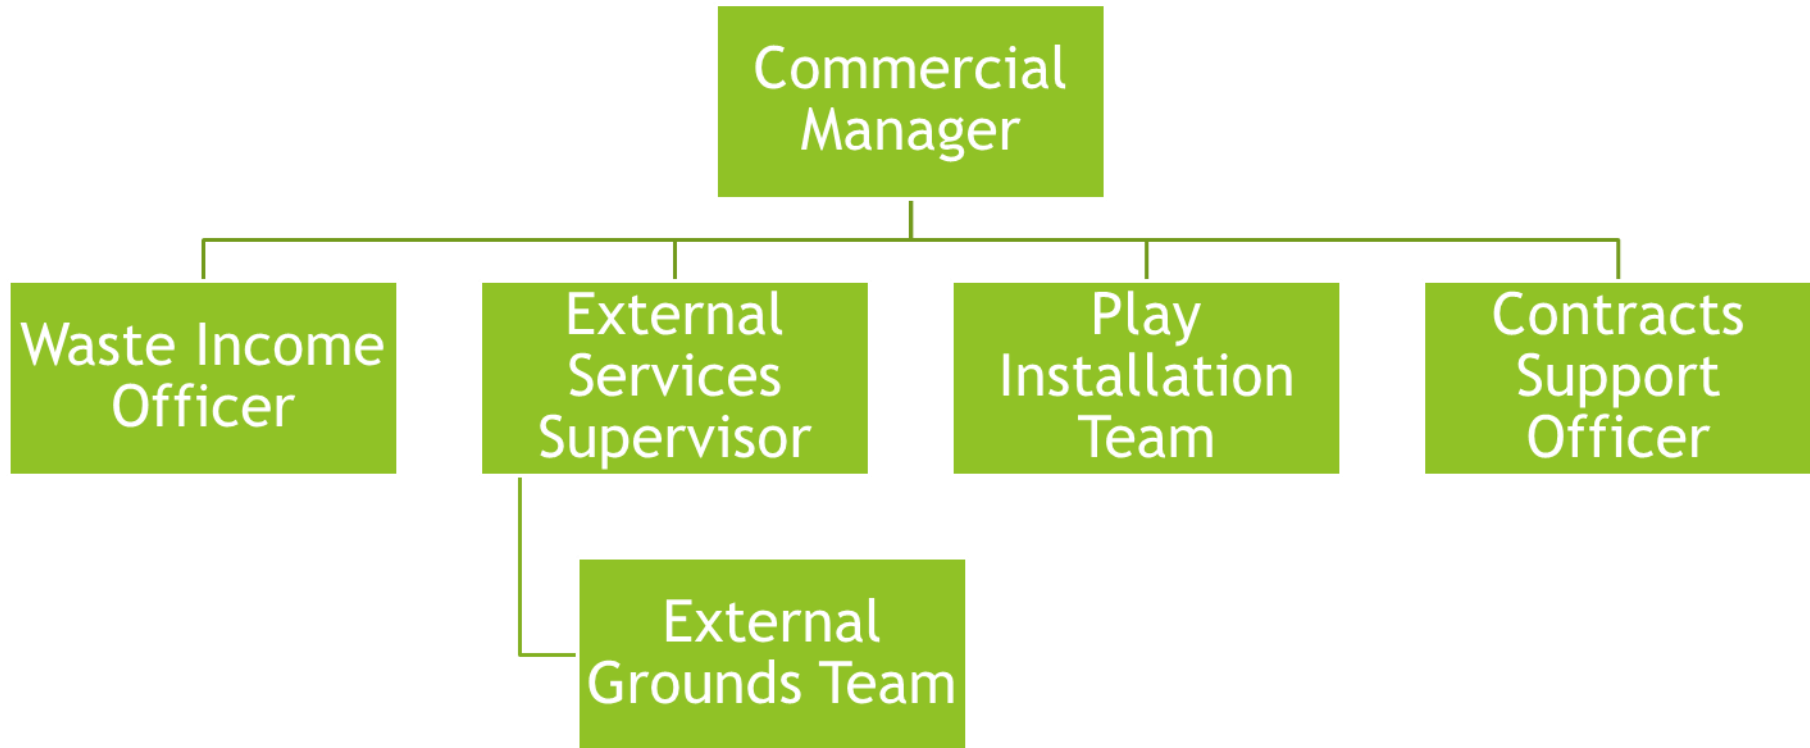 Commercial
Manager
Waste Income
Officer
External
Services
Supervisor
Play
Installation
Team
Contracts
Support
Officer
External
Grounds Team